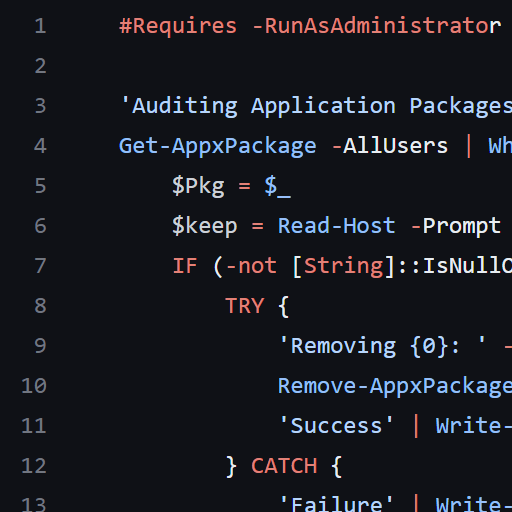 1 #Requires -RunAsAdministrator
2
3 'Auditing Application Packages
4 Get-AppxPackage -AllUsers | Wh
5 $Pkg = $_
6 $keep = Read-Host -Prompt
7 IF (-not [String]::IsNullO
8 TRY {
9 'Removing {0}: ' -
10 Remove-AppxPackage
11 'Success' | Write-
12 } CATCH {
13 'Failure' | Write-